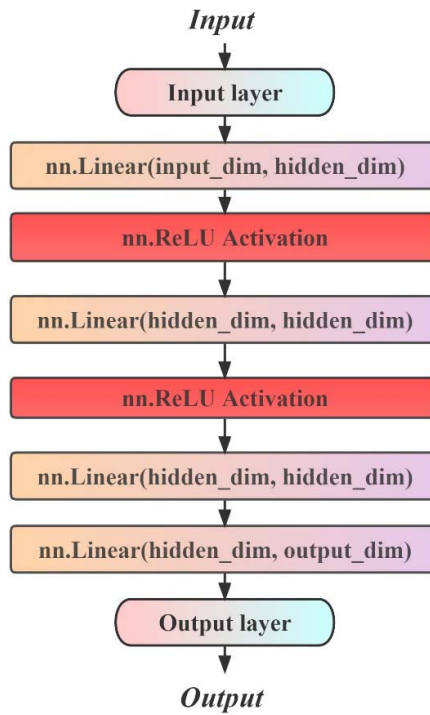 Input
Input layer
nn.Linear(input_dim, hidden_dim)
nn.ReLU Activation
nn.Linear(hidden_dim, hidden_dim)
nn.ReLU Activation
nn.Linear(hidden_dim, hidden_dim)
nn.Linear(hidden_dim, output_dim)
Output layer
Output